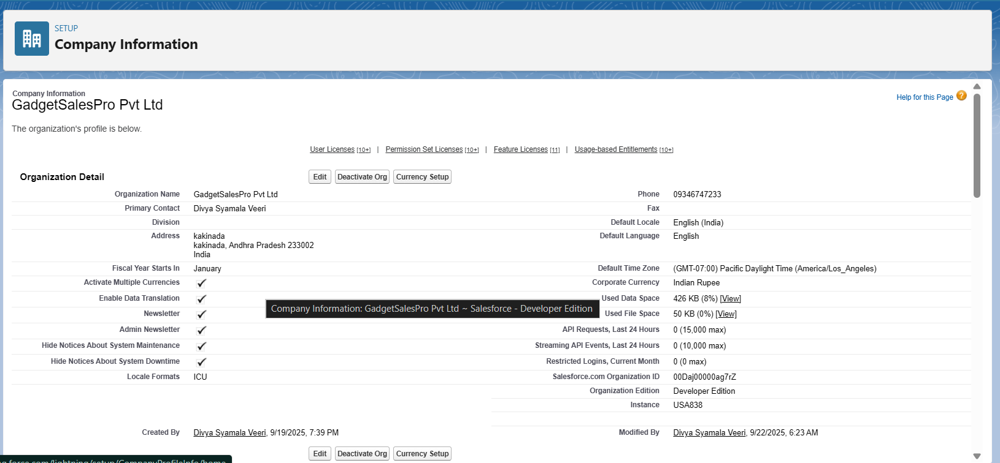 SETUP
Company Information
Company Information
GadgetSalesPro Pvt Ltd
Help for this Page ?
The organization's profile is below.
User Licenses [10+] | Permission Set Licenses [10+] | Feature Licenses [11] | Usage-based Entitlements [10+]
Organization Detail
Edit Deactivate Org Currency Setup
Organization Name GadgetSalesPro Pvt Ltd Phone 09346747233
Primary Contact Divya Syamala Veeri Fax
Division Default Locale English (India)
Address kakinada Default Language English
kakinada, Andhra Pradesh 233002
India
Fiscal Year Starts In January Default Time Zone (GMT-07:00) Pacific Daylight Time (America/Los_Angeles)
Activate Multiple Currencies Corporate Currency Indian Rupee
Enable Data Translation Used Data Space 426 KB (8%) [View]
Company Information: GadgetSalesPro Pvt Ltd ~ Salesforce - Developer Edition
Newsletter Used File Space 50 KB (0%) [View]
Admin Newsletter API Requests, Last 24 Hours 0 (15,000 max)
Hide Notices About System Maintenance Streaming API Events, Last 24 Hours 0 (10,000 max)
Hide Notices About System Downtime Restricted Logins, Current Month 0 (0 max)
Locale Formats ICU Salesforce.com Organization ID 00Daj00000ag7rZ
Organization Edition Developer Edition
Instance USA838
Created By Divya Syamala Veeri, 9/19/2025, 7:39 PM Modified By Divya Syamala Veeri, 9/22/2025, 6:23 AM
Edit Deactivate Org Currency Setup
.force.com/lightning/setup/CompanyProfileInfo/home